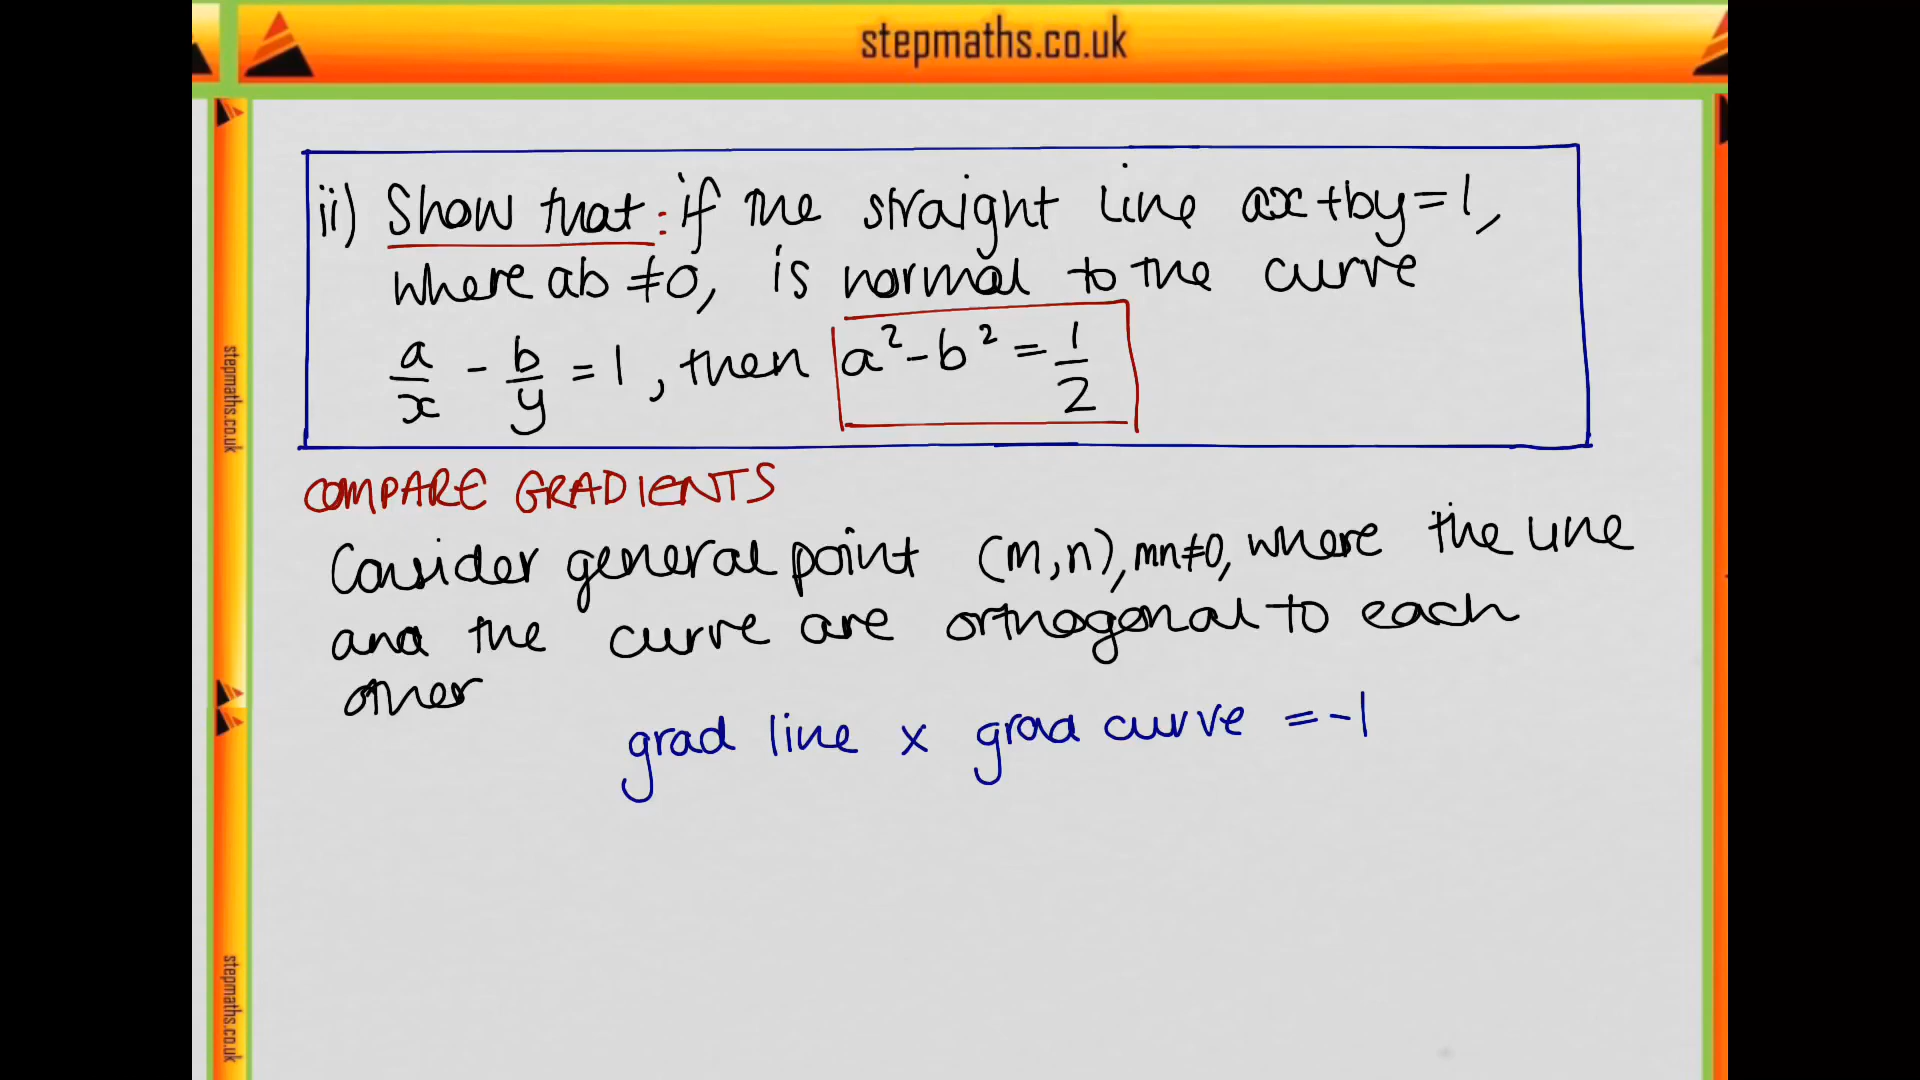 stepmaths.co.uk
ii) Show that: if the straight line ax+by=1,
where ab ≠0, is normal to the curve
a/x - b/y = 1, then a² - b² = 1/2
COMPARE GRADIENTS
Consider general point (m,n), mn≠0, where the line
and the curve are orthogonal to each
other
grad line x grad curve = -1
stepmaths.co.uk
stepmaths.co.uk